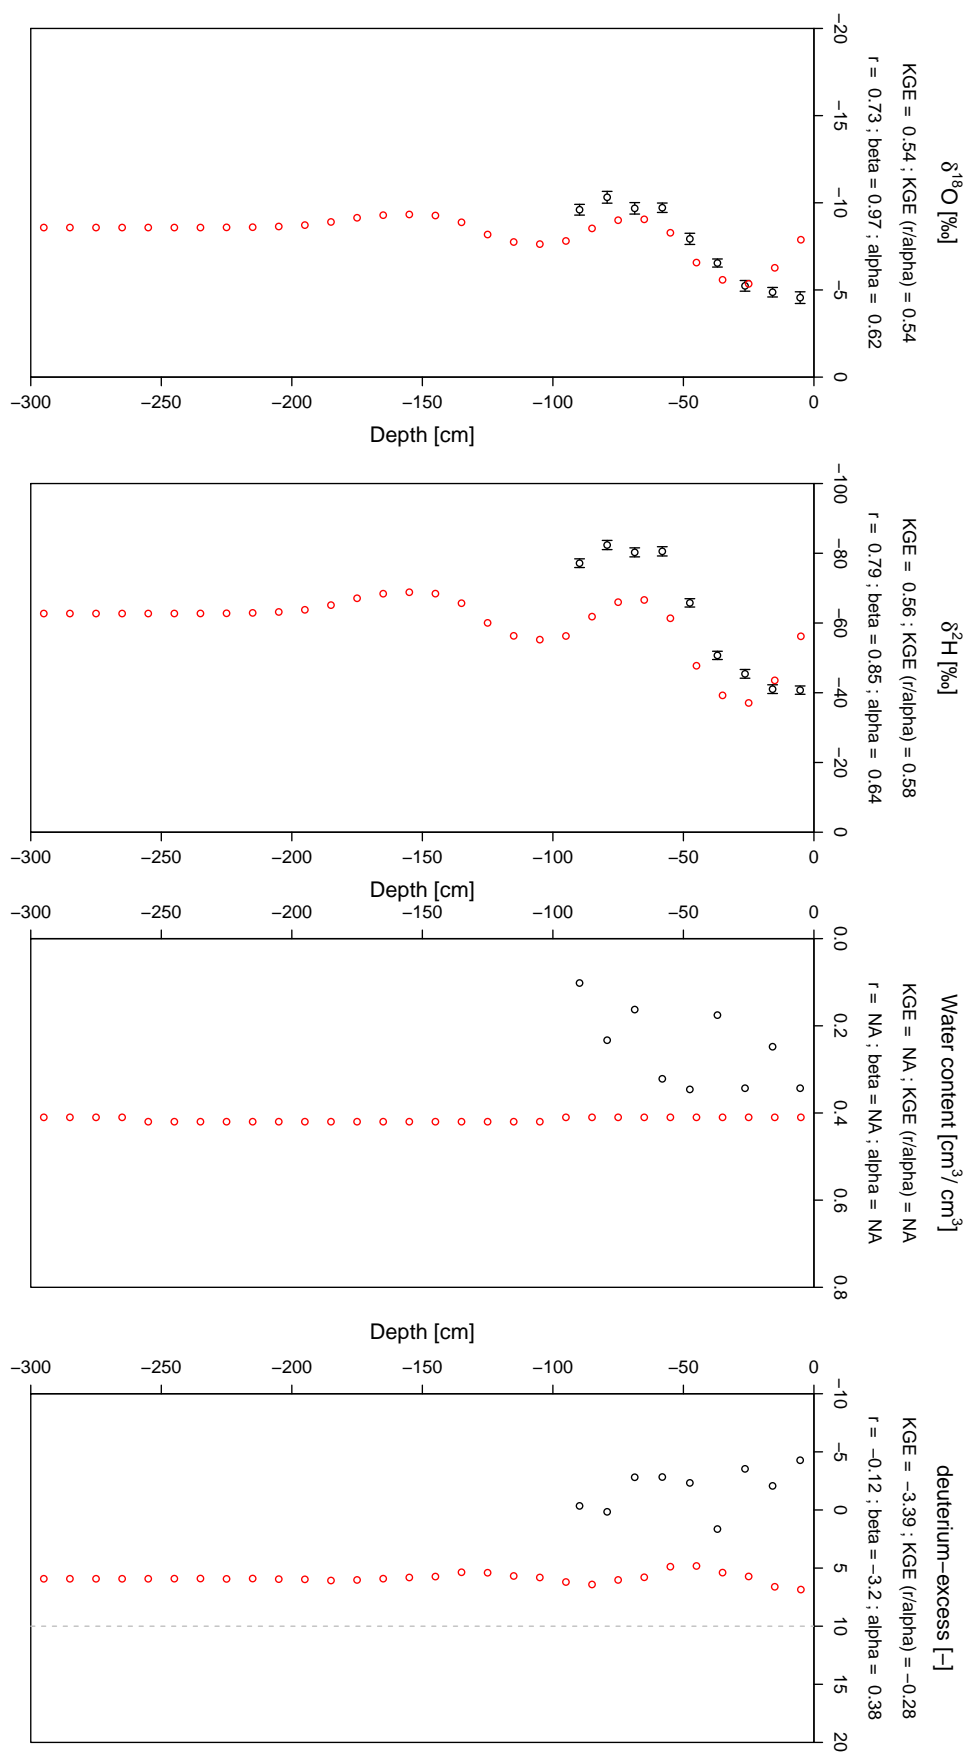 δ18O [‰]
KGE = 0.54 ; KGE (r/alpha) = 0.54
r = 0.73 ; beta = 0.97 ; alpha = 0.62
−20 −15 −10 −5 0
−300 −250 −200 −150 −100 −50 0
Depth [cm]
δ2H [‰]
KGE = 0.56 ; KGE (r/alpha) = 0.58
r = 0.79 ; beta = 0.85 ; alpha = 0.64
−100 −80 −60 −40 −20 0
−300 −250 −200 −150 −100 −50 0
Depth [cm]
Water content [cm3/ cm3]
KGE = NA ; KGE (r/alpha) = NA
r = NA ; beta = NA ; alpha = NA
0.0 0.2 0.4 0.6 0.8
−300 −250 −200 −150 −100 −50 0
Depth [cm]
deuterium−excess [−]
KGE = −3.39 ; KGE (r/alpha) = −0.28
r = −0.12 ; beta = −3.2 ; alpha = 0.38
−10 −5 0 5 10 15 20
−300 −250 −200 −150 −100 −50 0